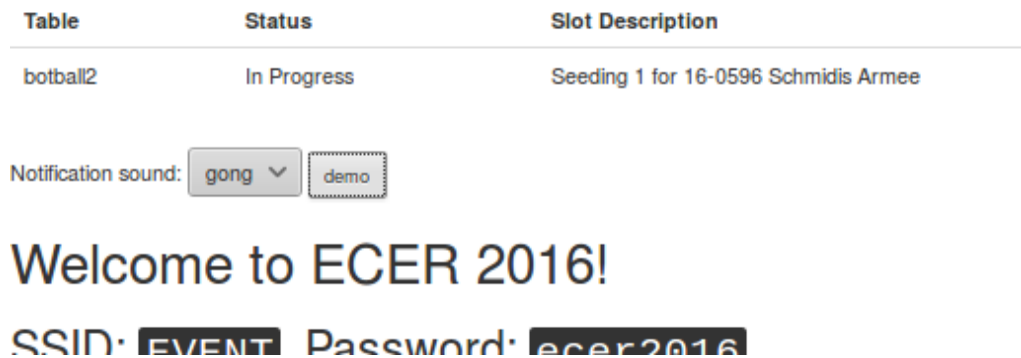 Table Status Slot Description
botball2 In Progress Seeding 1 for 16-0596 Schmidis Armee
Notification sound: gong demo
Welcome to ECER 2016!
SSID: EVENT Password: ecer2016